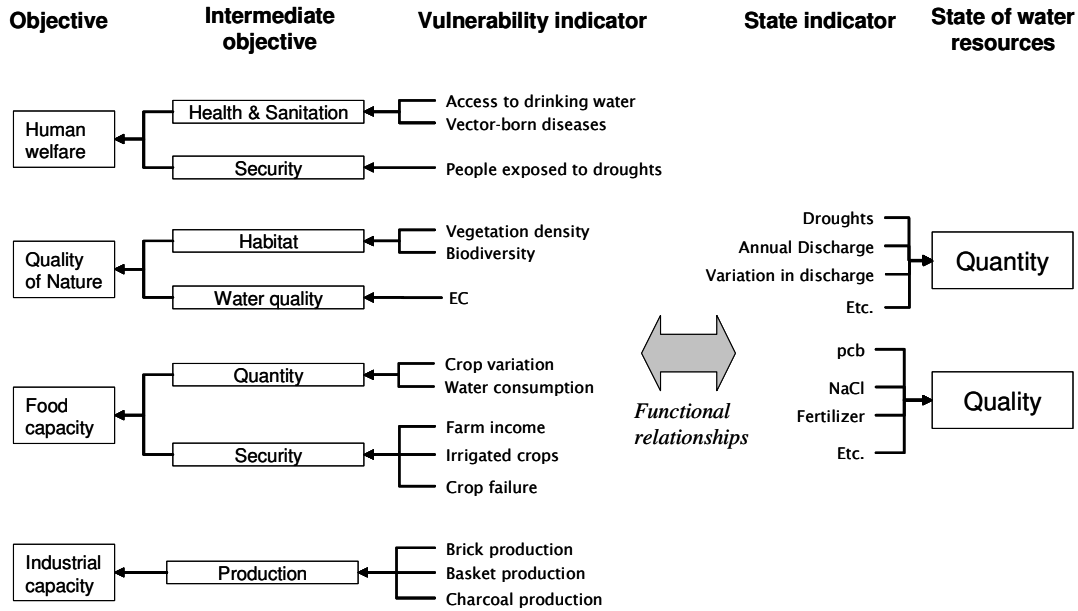 Objective
Intermediate
objective
Vulnerability indicator
State indicator
State of water
resources
Human
welfare
Health & Sanitation
Access to drinking water
Vector-born diseases
Security
People exposed to droughts
Quality
of Nature
Habitat
Vegetation density
Biodiversity
Water quality
EC
Food
capacity
Quantity
Crop variation
Water consumption
Security
Farm income
Irrigated crops
Crop failure
Industrial
capacity
Production
Brick production
Basket production
Charcoal production
Functional
relationships
Droughts
Annual Discharge
Variation in discharge
Etc.
Quantity
pcb
NaCl
Fertilizer
Etc.
Quality